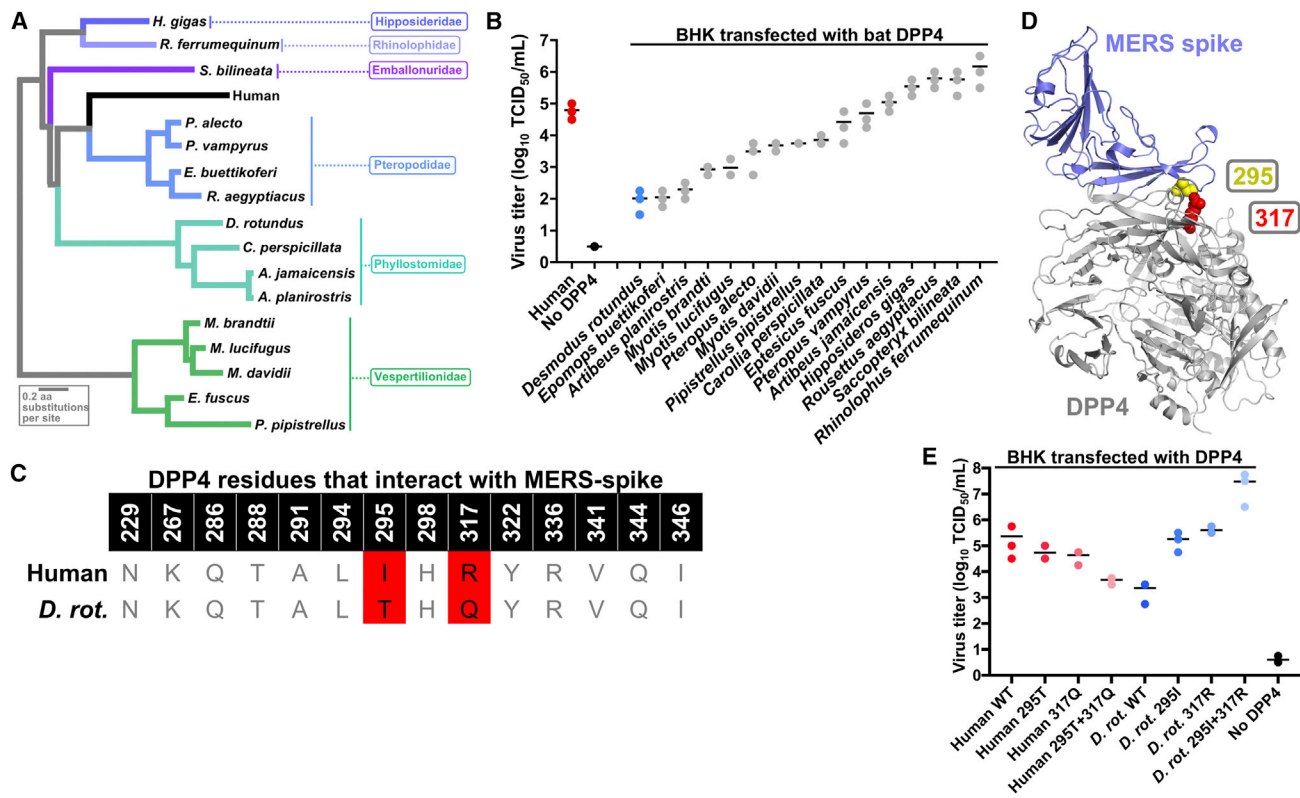 A
H. gigas
Hipposideridae
R. ferrumequinum
Rhinolophidae
S. bilineata
Emballonuridae
Human
P. alecto
P. vampyrus
Pteropodidae
E. buettikoferi
R. aegyptiacus
D. rotundus
C. perspicillata
Phyllostomidae
A. jamaicensis
A. planirostris
M. brandtii
M. lucifugus
M. davidii
Vespertilionidae
E. fuscus
P. pipistrellus
0.2 aa
substitutions
per site
B
BHK transfected with bat DPP4
Virus titer (log10 TCID50/mL)
7
6
5
4
3
2
1
0
Human
No DPP4
Desmodus rotundus
Epomops buettikoferi
Artibeus planirostris
Myotis brandti
Myotis lucifugus
Pteropus alecto
Myotis davidii
Pipistrellus pipistrellus
Carollia perspicillata
Eptesicus fuscus
Pteropus vampyrus
Artibeus jamaicensis
Hipposideros gigas
Rousettus aegyptiacus
Saccopteryx bilineata
Rhinolophus ferrumequinum
C
DPP4 residues that interact with MERS-spike
229 267 286 288 291 294 295 298 317 322 336 341 344 346
Human N K Q T A L I H R Y R V Q I
D. rot. N K Q T A L T H Q Y R V Q I
D
MERS spike
295
317
DPP4
E
BHK transfected with DPP4
Virus titer (log10 TCID50/mL)
8
7
6
5
4
3
2
1
0
Human WT
Human 295T
Human 317Q
Human 295T+317Q
D. rot. WT
D. rot. 295I
D. rot. 317R
D. rot. 295I+317R
No DPP4